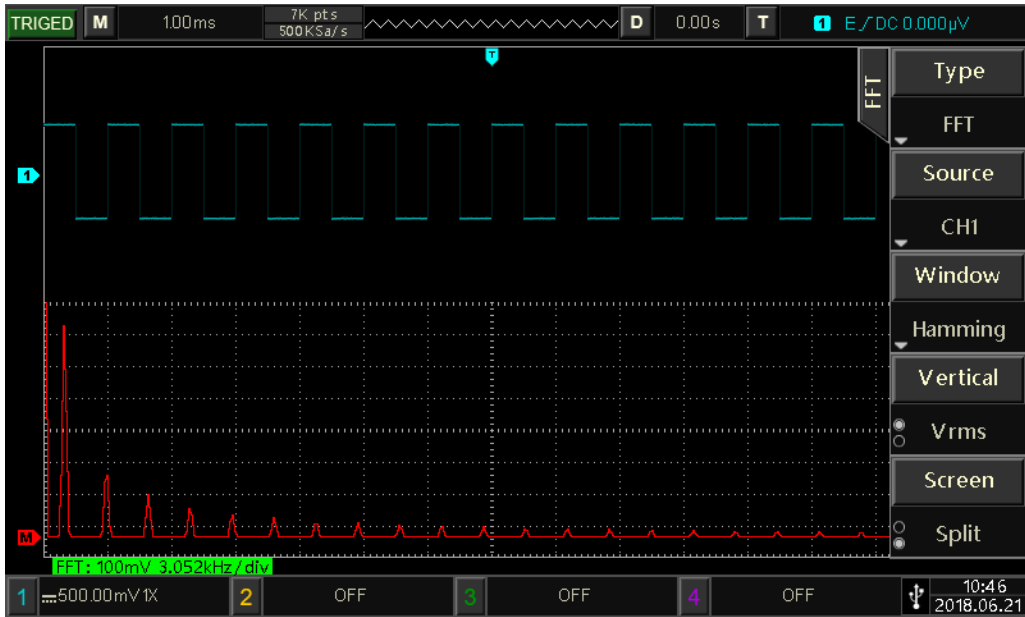 TRIGED M 1.00ms 7K pts D 0.00s T 1 E DC 0.000μV
500KSa/s
T
FFT
Type
FFT
1
Source
CH1
Window
Hamming
Vertical
Vrms
Screen
M
Split
FFT: 100mV 3.052kHz/div
1 500.00mV 1X 2 OFF 3 OFF 4 OFF 10:46
2018.06.21